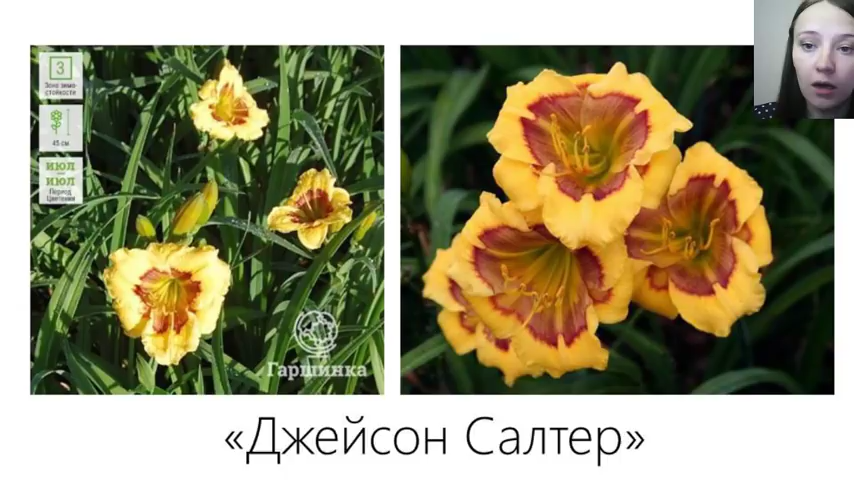 3
Зона зимо-
стойкости
45 см
ИЮЛ
ИЮЛ
Период
Цветения
Гаршинка
«Джейсон Салтер»